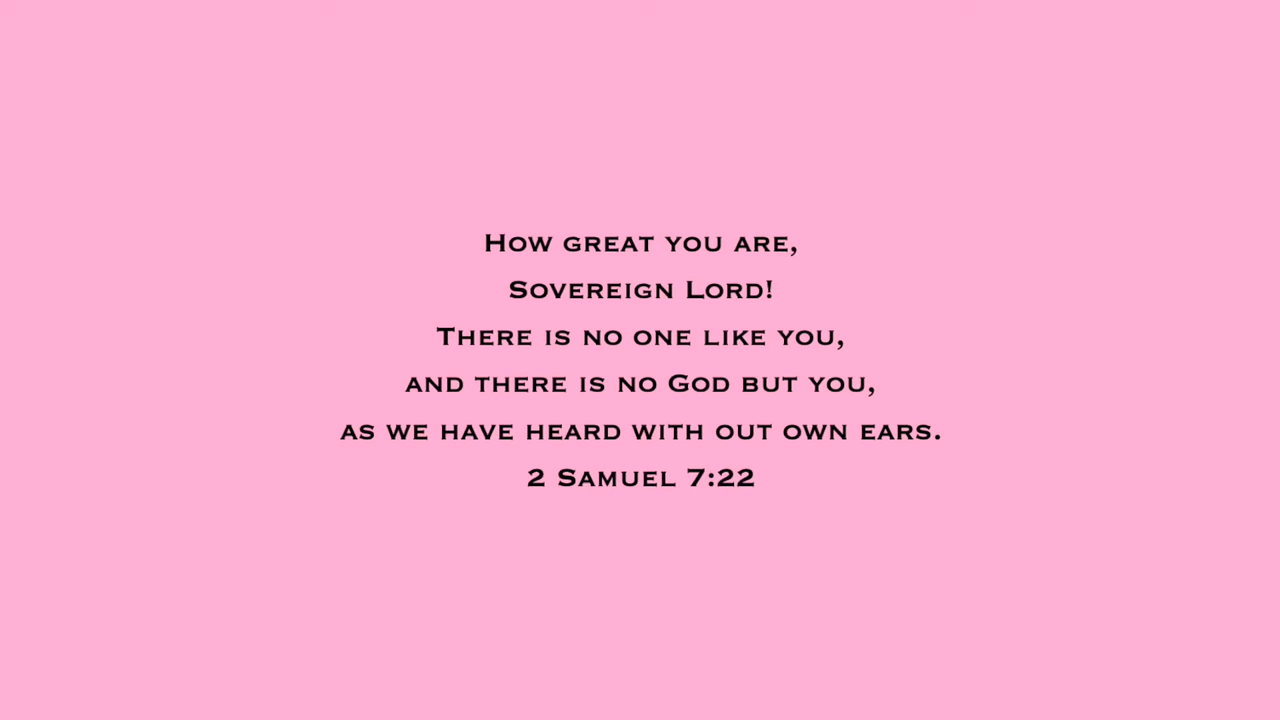 How great you are,
Sovereign Lord!
There is no one like you,
and there is no God but you,
as we have heard with out own ears.
2 Samuel 7:22